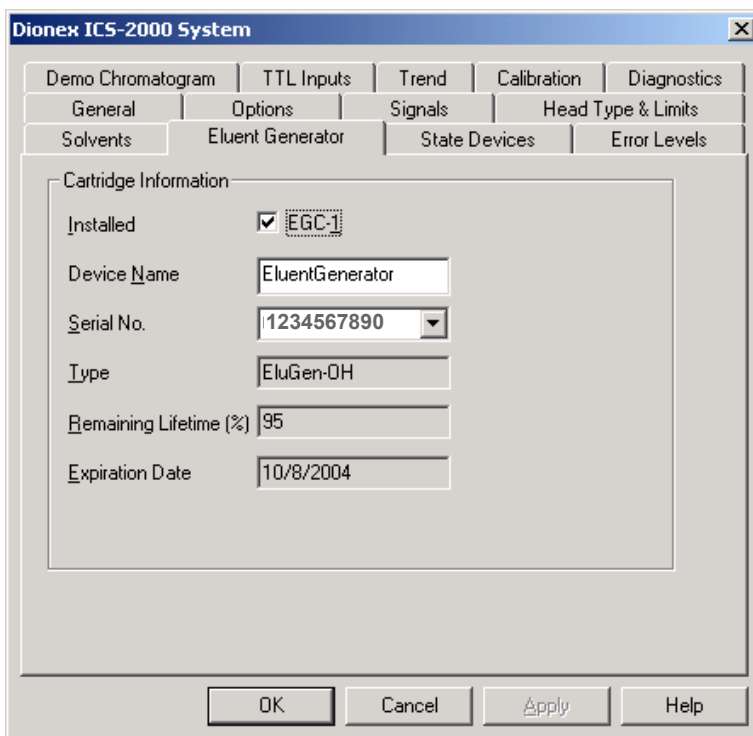 Dionex ICS-2000 System
Demo Chromatogram TTL Inputs Trend Calibration Diagnostics
General Options Signals Head Type & Limits
Solvents Eluent Generator State Devices Error Levels
Cartridge Information
Installed EGC-1
Device Name EluentGenerator
Serial No. 1234567890
Type EluGen-OH
Remaining Lifetime (%) 95
Expiration Date 10/8/2004
OK Cancel Apply Help